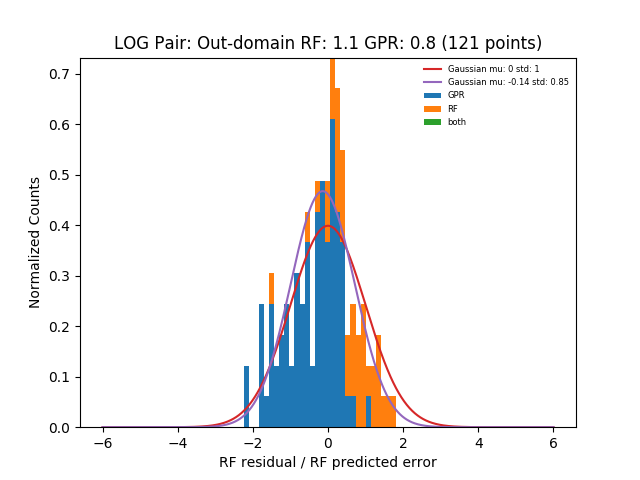 LOG Pair: Out-domain RF: 1.1 GPR: 0.8 (121 points)
Gaussian mu: 0 std: 1
Gaussian mu: -0.14 std: 0.85
GPR
RF
both
Normalized Counts
0.7
0.6
0.5
0.4
0.3
0.2
0.1
0.0
−6 −4 −2 0 2 4 6
RF residual / RF predicted error